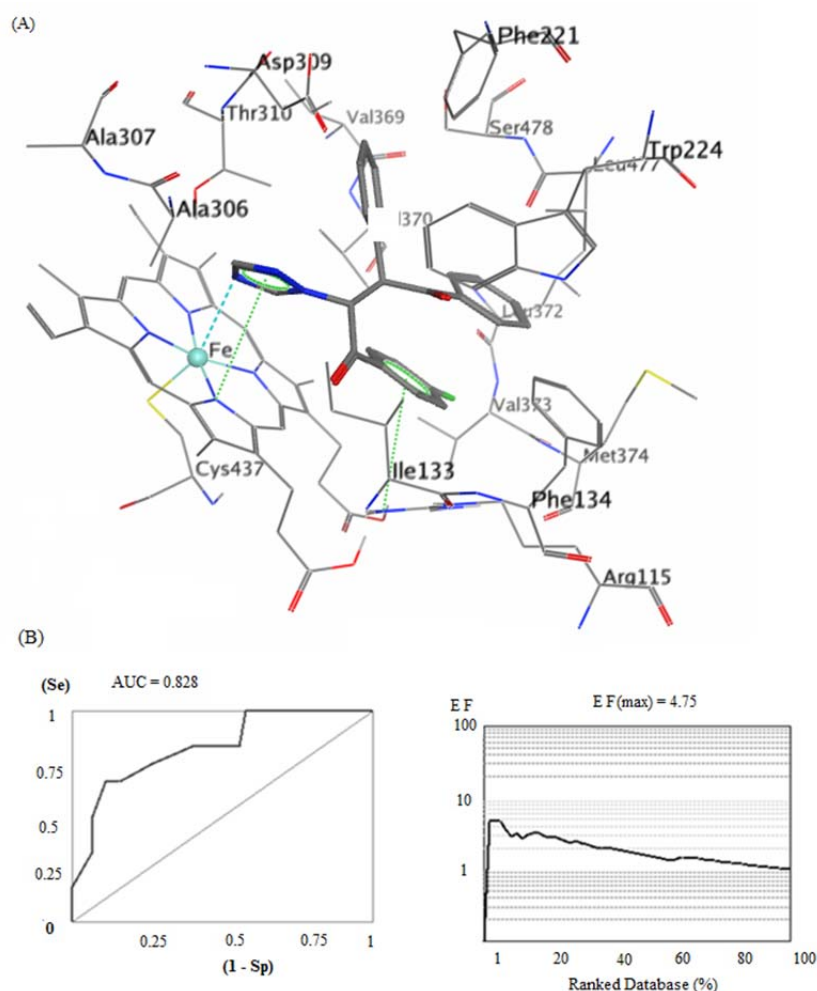 (A)
Phe221
Asp309
Thr310
Val369
Ser478
Ala307
Leu477
Trp224
Ala306
l370
Leu372
Fe
Val373
Cys437
Ile133
Met374
Phe134
Arg115
(B)
(Se)
AUC = 0.828
1
0.75
0.5
0.25
0
0.25
0.5
0.75
1
(1 - Sp)
E F
E F(max) = 4.75
100
10
1
1
20
40
60
80
100
Ranked Database (%)